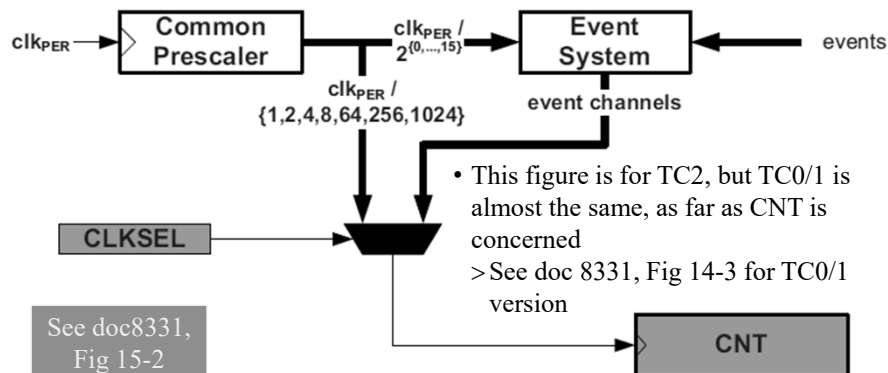 clkPER
Common
Prescaler
clkPER /
2{0,...,15}
Event
System
events
clkPER /
{1,2,4,8,64,256,1024}
event channels
• This figure is for TC2, but TC0/1 is
almost the same, as far as CNT is
concerned
>See doc 8331, Fig 14-3 for TC0/1
version
CLKSEL
See doc8331,
Fig 15-2
CNT